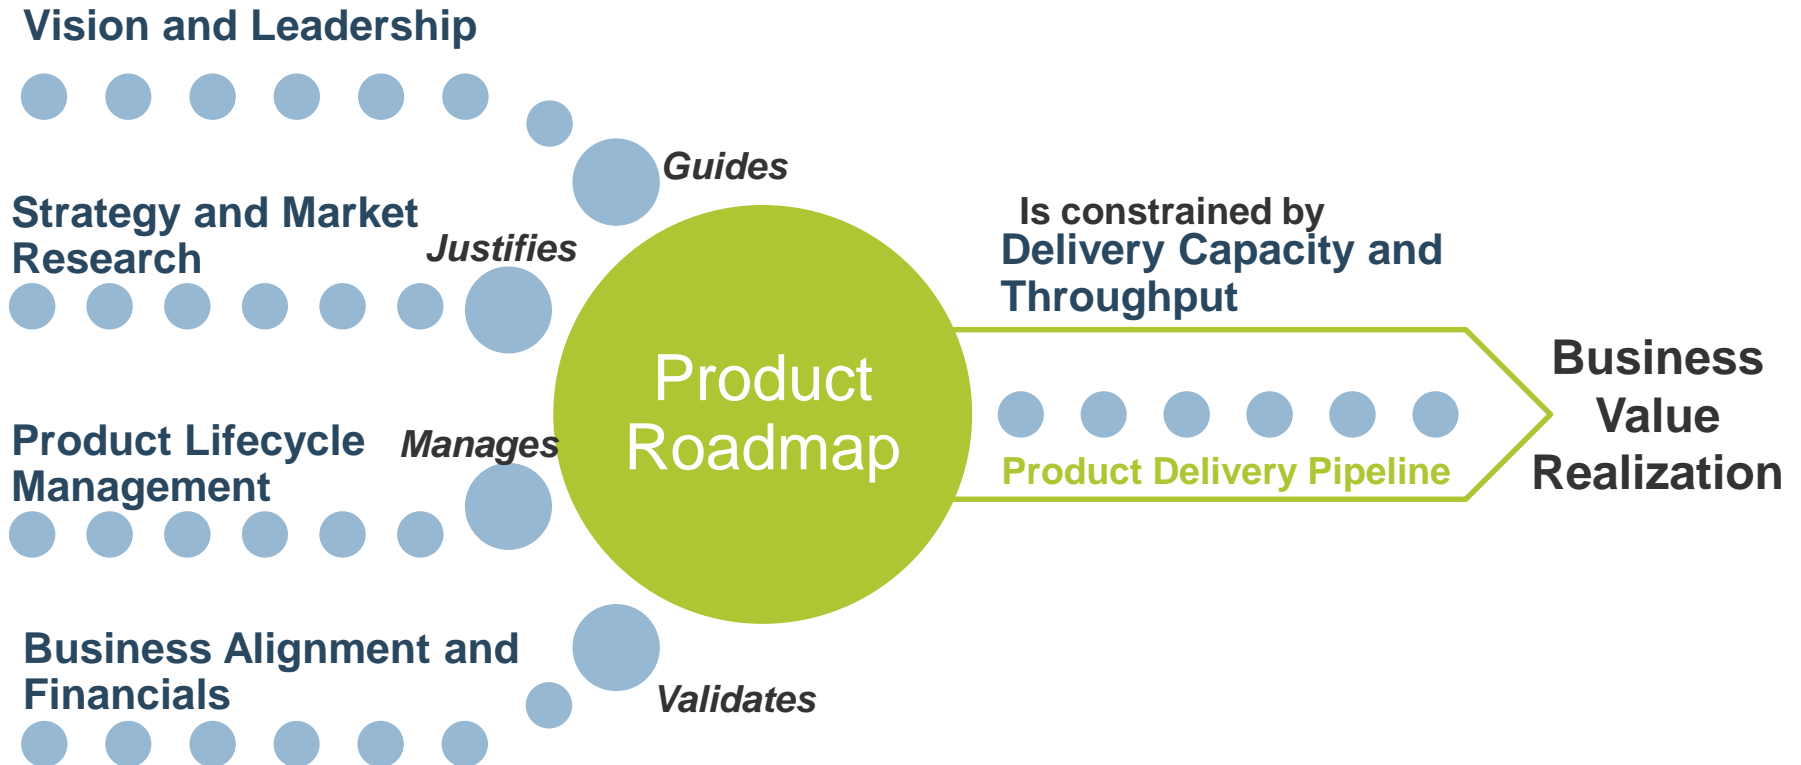 Vision and Leadership
Guides
Strategy and Market
Research
Justifies
Is constrained by
Delivery Capacity and
Throughput
Product
Roadmap
Business
Value
Realization
Product Lifecycle
Management
Manages
Product Delivery Pipeline
Business Alignment and
Financials
Validates